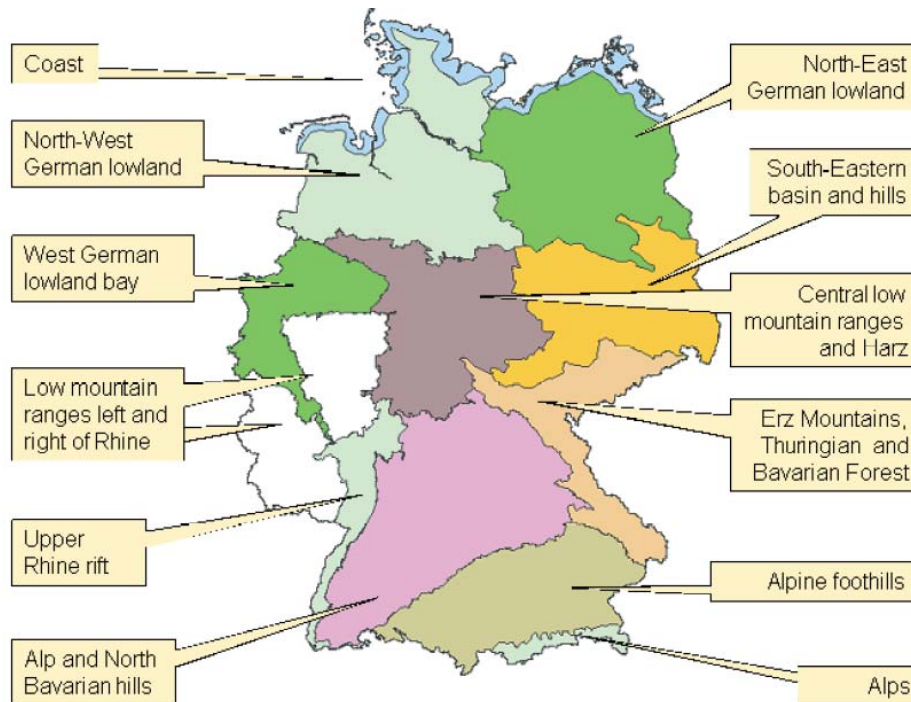 Coast
North-West
German lowland
West German
lowland bay
Low mountain
ranges left and
right of Rhine
Upper
Rhine rift
Alp and North
Bavarian hills
North-East
German lowland
South-Eastern
basin and hills
Central low
mountain ranges
and Harz
Erz Mountains,
Thuringian and
Bavarian Forest
Alpine foothills
Alps